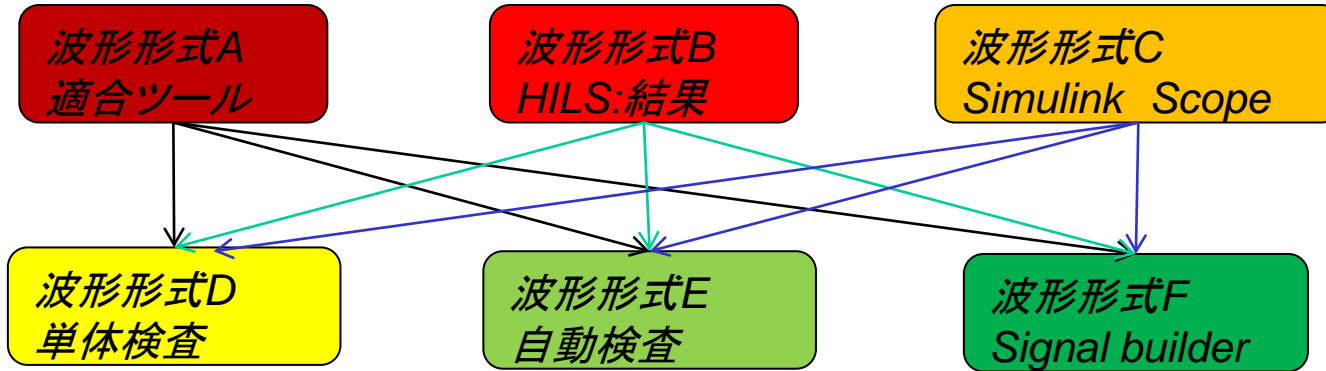 波形形式A
適合ツール
波形形式B
HILS:結果
波形形式C
Simulink　Scope
波形形式D
単体検査
波形形式E
自動検査
波形形式F
Signal builder